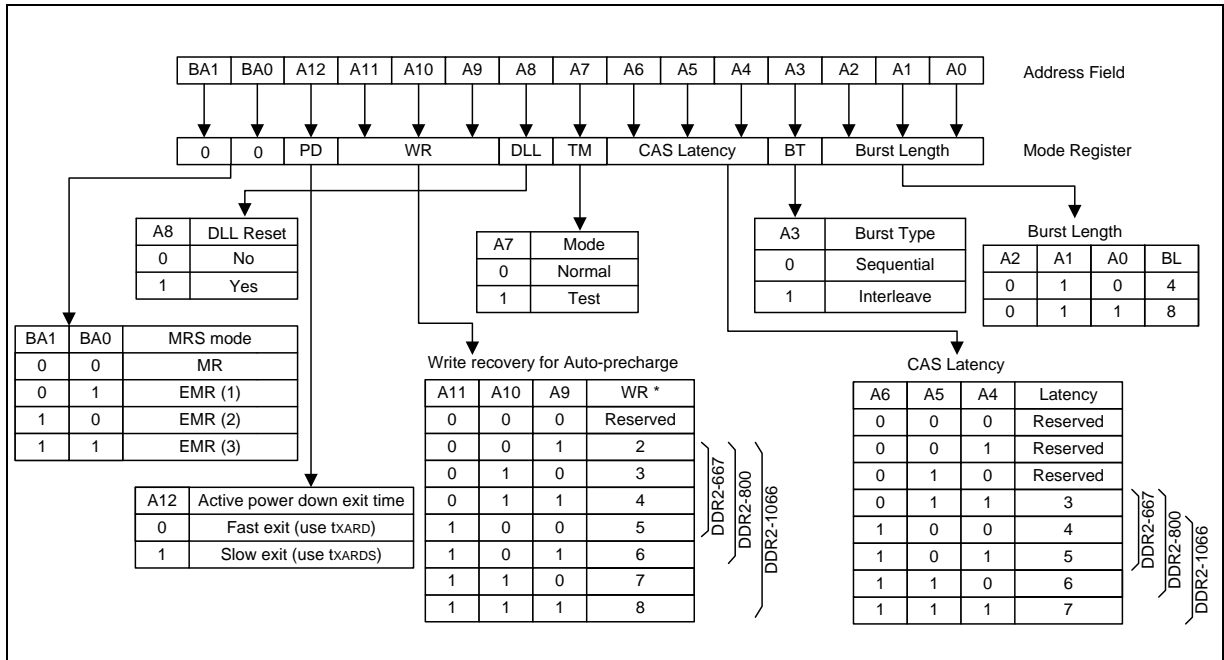 BA1 BA0 A12 A11 A10 A9 A8 A7 A6 A5 A4 A3 A2 A1 A0 Address Field
0 0 PD WR DLL TM CAS Latency BT Burst Length Mode Register
A8 DLL Reset
0 No
1 Yes
A7 Mode
0 Normal
1 Test
A3 Burst Type
0 Sequential
1 Interleave
Burst Length
A2 A1 A0 BL
0 1 0 4
0 1 1 8
BA1 BA0 MRS mode
0 0 MR
0 1 EMR (1)
1 0 EMR (2)
1 1 EMR (3)
A12 Active power down exit time
0 Fast exit (use tXARD)
1 Slow exit (use tXARDS)
Write recovery for Auto-precharge
A11 A10 A9 WR *
0 0 0 Reserved
0 0 1 2
0 1 0 3
0 1 1 4
1 0 0 5
1 0 1 6
1 1 0 7
1 1 1 8
DDR2-667
DDR2-800
DDR2-1066
CAS Latency
A6 A5 A4 Latency
0 0 0 Reserved
0 0 1 Reserved
0 1 0 Reserved
0 1 1 3
1 0 0 4
1 0 1 5
1 1 0 6
1 1 1 7
DDR2-667
DDR2-800
DDR2-1066